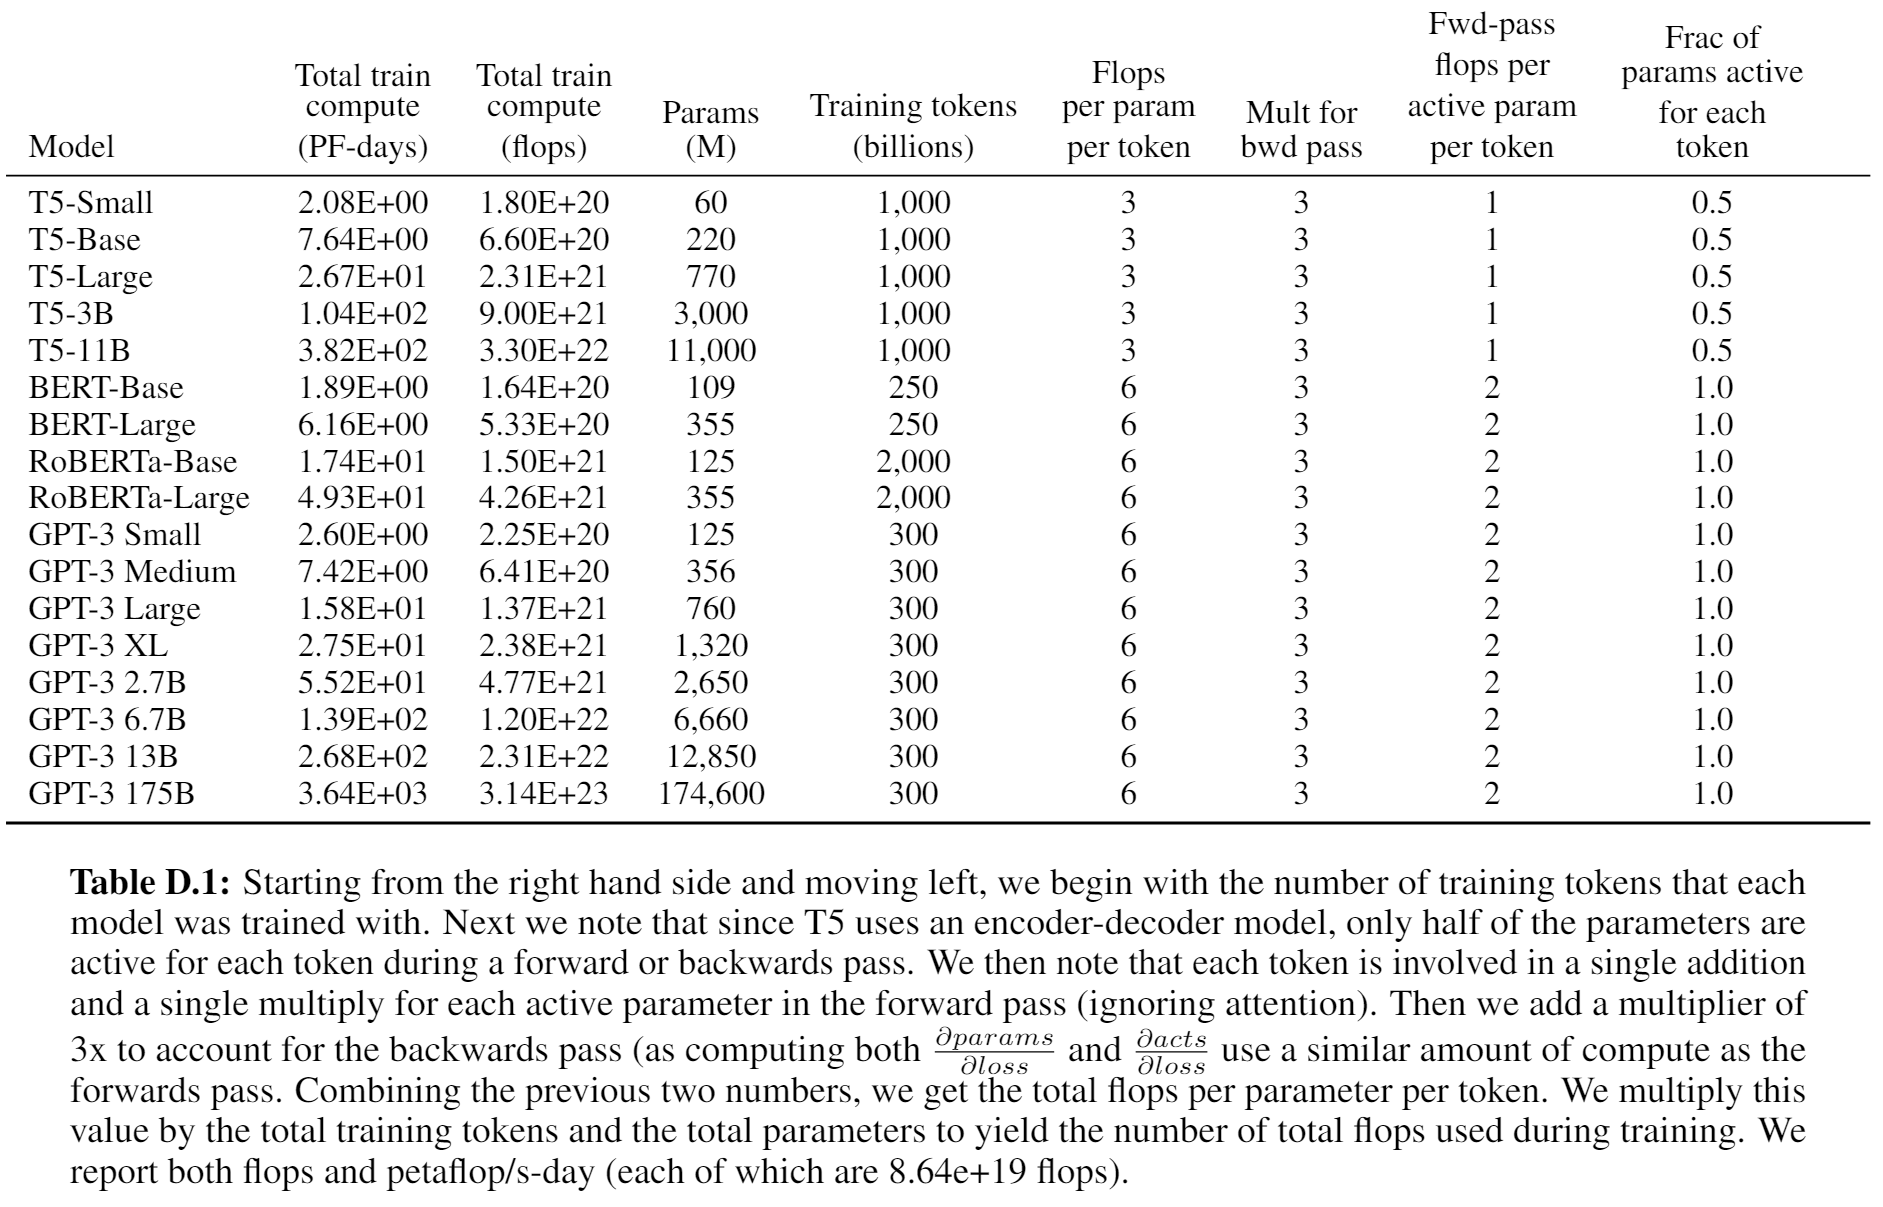 Model Total train compute (PF-days) Total train compute (flops) Params (M) Training tokens (billions) Flops per param per token Mult for bwd pass Fwd-pass flops per active param per token Frac of params active for each token
T5-Small 2.08E+00 1.80E+20 60 1,000 3 3 1 0.5
T5-Base 7.64E+00 6.60E+20 220 1,000 3 3 1 0.5
T5-Large 2.67E+01 2.31E+21 770 1,000 3 3 1 0.5
T5-3B 1.04E+02 9.00E+21 3,000 1,000 3 3 1 0.5
T5-11B 3.82E+02 3.30E+22 11,000 1,000 3 3 1 0.5
BERT-Base 1.89E+00 1.64E+20 109 250 6 3 2 1.0
BERT-Large 6.16E+00 5.33E+20 355 250 6 3 2 1.0
RoBERTa-Base 1.74E+01 1.50E+21 125 2,000 6 3 2 1.0
RoBERTa-Large 4.93E+01 4.26E+21 355 2,000 6 3 2 1.0
GPT-3 Small 2.60E+00 2.25E+20 125 300 6 3 2 1.0
GPT-3 Medium 7.42E+00 6.41E+20 356 300 6 3 2 1.0
GPT-3 Large 1.58E+01 1.37E+21 760 300 6 3 2 1.0
GPT-3 XL 2.75E+01 2.38E+21 1,320 300 6 3 2 1.0
GPT-3 2.7B 5.52E+01 4.77E+21 2,650 300 6 3 2 1.0
GPT-3 6.7B 1.39E+02 1.20E+22 6,660 300 6 3 2 1.0
GPT-3 13B 2.68E+02 2.31E+22 12,850 300 6 3 2 1.0
GPT-3 175B 3.64E+03 3.14E+23 174,600 300 6 3 2 1.0
Table D.1: Starting from the right hand side and moving left, we begin with the number of training tokens that each
model was trained with. Next we note that since T5 uses an encoder-decoder model, only half of the parameters are
active for each token during a forward or backwards pass. We then note that each token is involved in a single addition
and a single multiply for each active parameter in the forward pass (ignoring attention). Then we add a multiplier of
3x to account for the backwards pass (as computing both ∂params/∂loss and ∂acts/∂loss use a similar amount of compute as the
forwards pass. Combining the previous two numbers, we get the total flops per parameter per token. We multiply this
value by the total training tokens and the total parameters to yield the number of total flops used during training. We
report both flops and petaflop/s-day (each of which are 8.64e+19 flops).